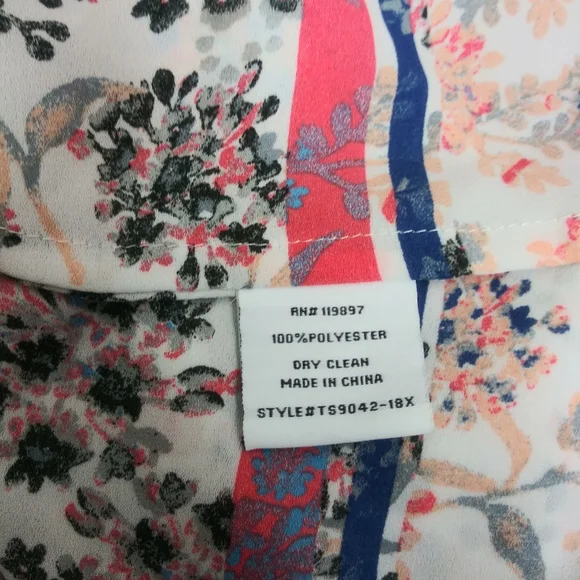 RN# 119897
100%POLYESTER
DRY CLEAN
MADE IN CHINA
STYLE#TS9042-18X